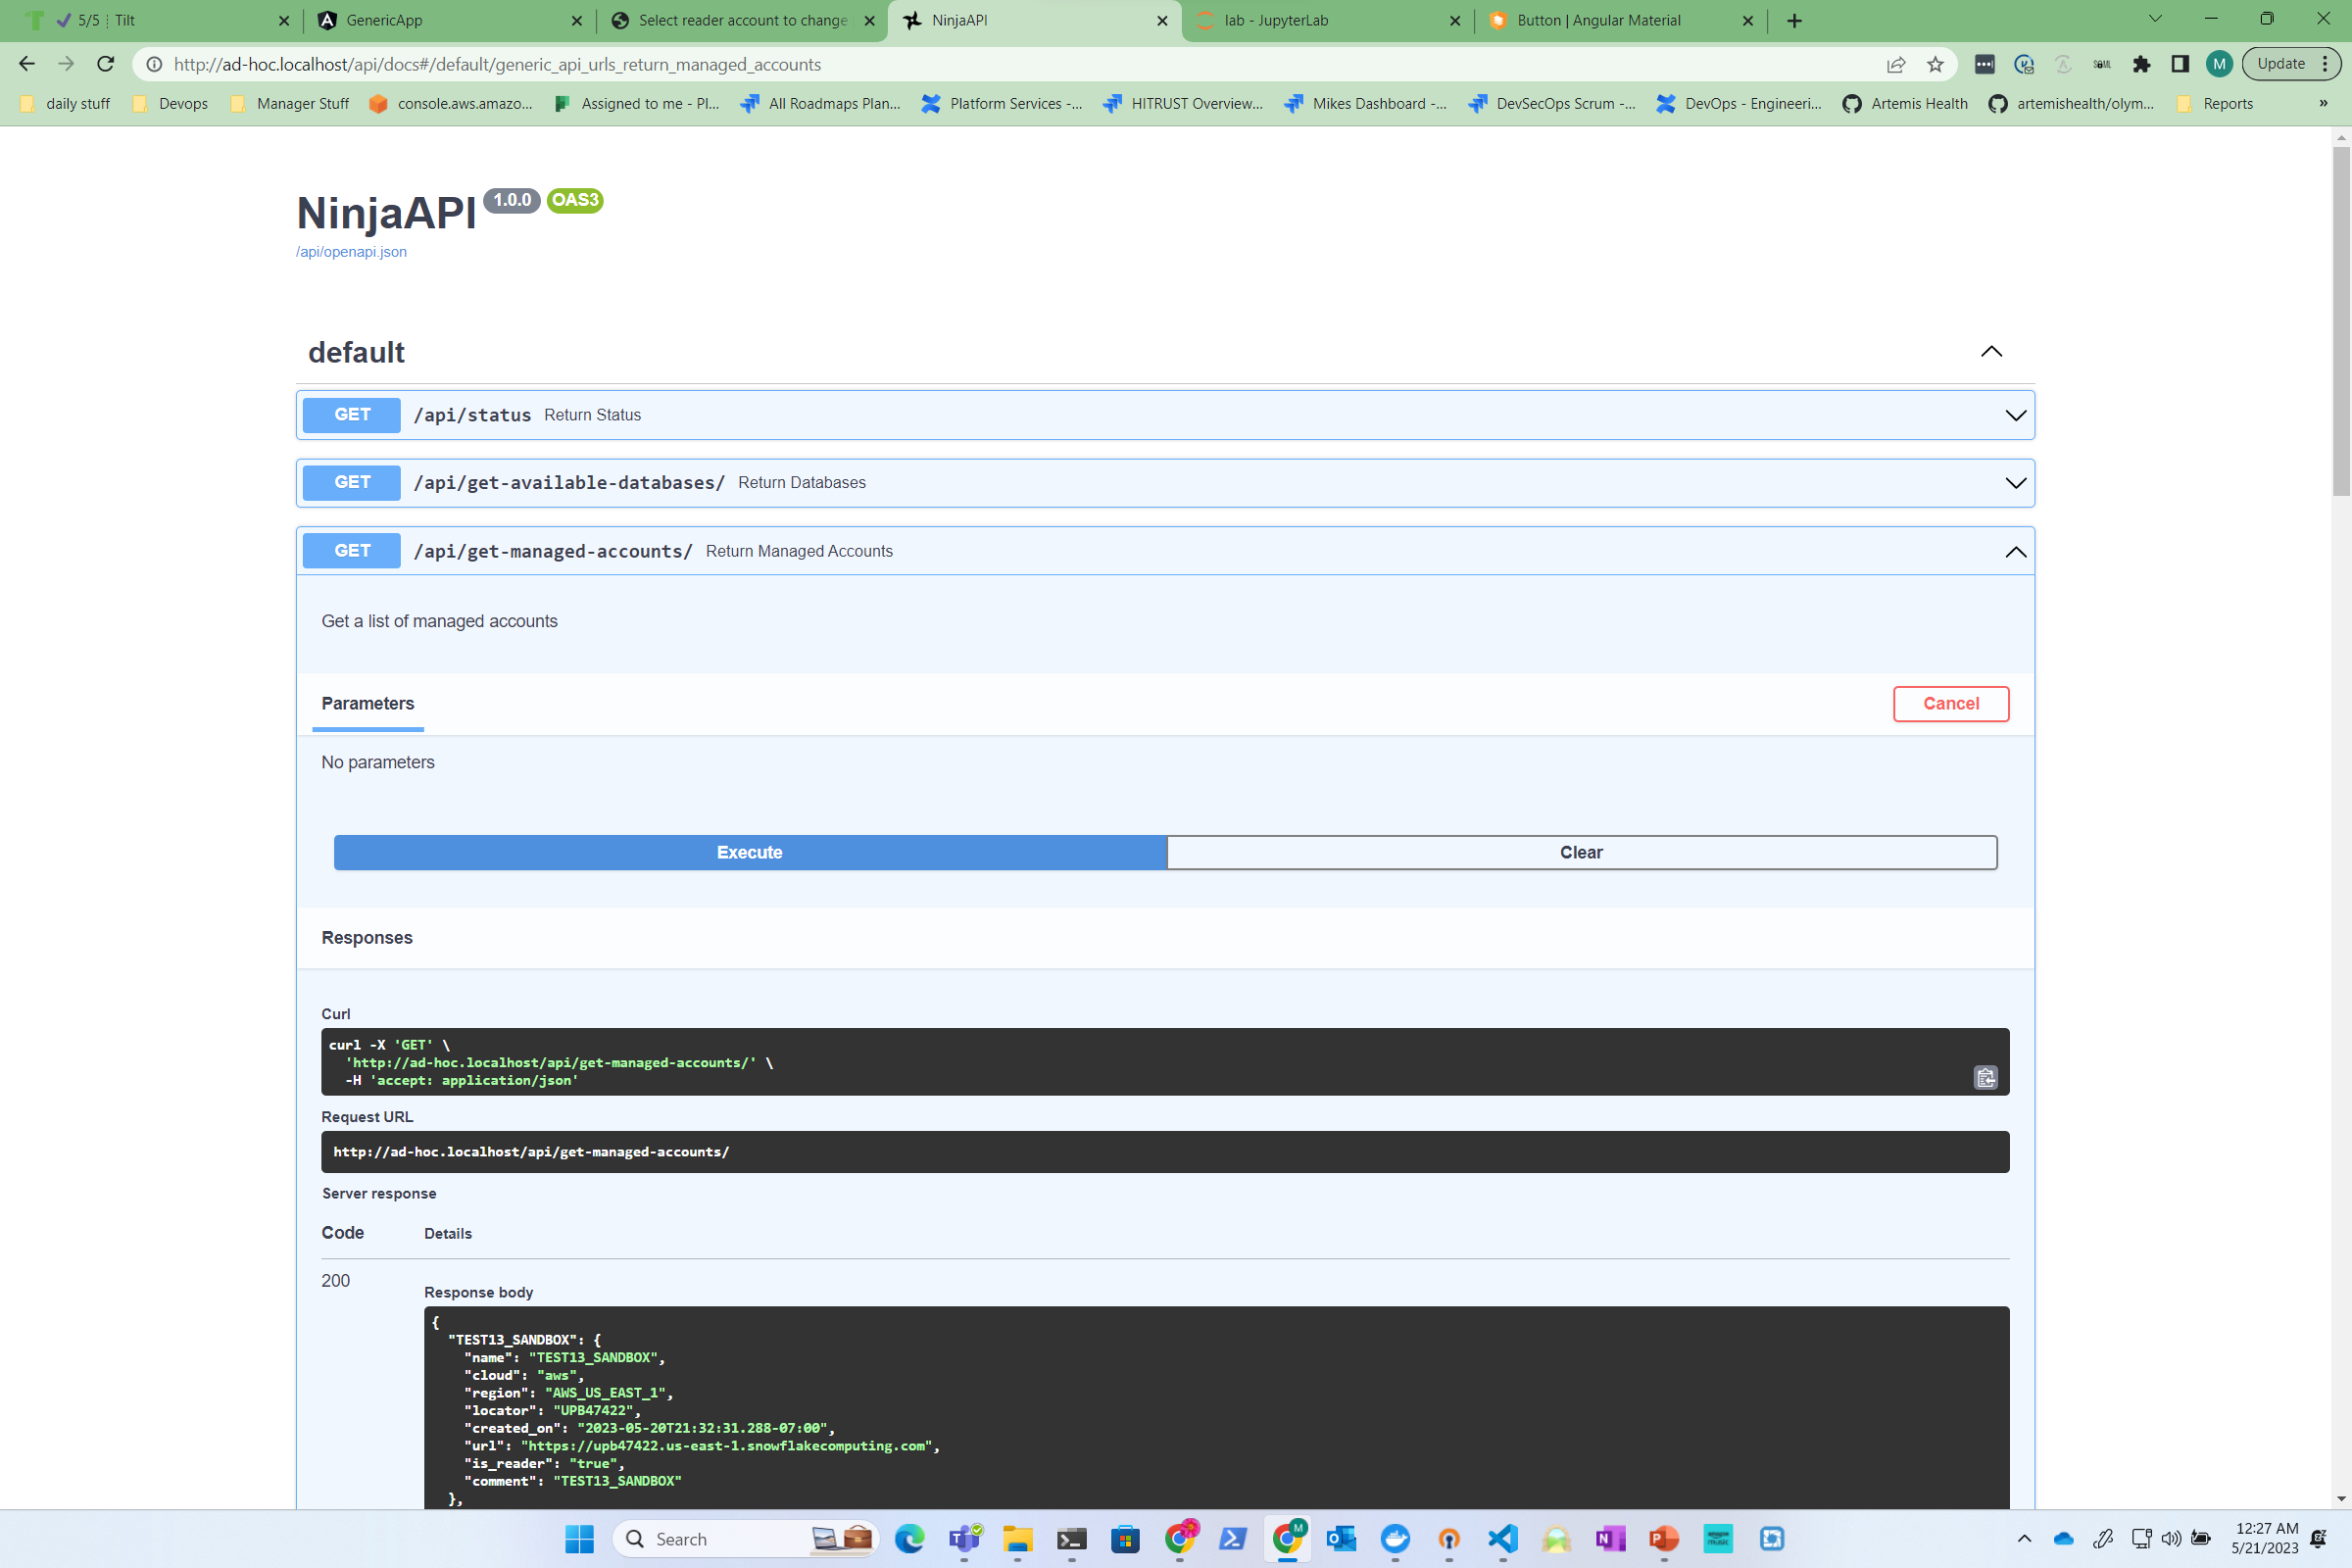 5/5 ¦ Tilt
GenericApp
Select reader account to change
NinjaAPI
lab - JupyterLab
Button | Angular Material
http://ad-hoc.localhost/api/docs#/default/generic_api_urls_return_managed_accounts
M
Update
daily stuff
Devops
Manager Stuff
console.aws.amazo...
Assigned to me - Pl...
All Roadmaps Plan...
Platform Services -...
HITRUST Overview...
Mikes Dashboard -...
DevSecOps Scrum -...
DevOps - Engineeri...
Artemis Health
artemishealth/olym...
Reports
»
NinjaAPI 1.0.0 OAS3
/api/openapi.json
default
GET /api/status Return Status
GET /api/get-available-databases/ Return Databases
GET /api/get-managed-accounts/ Return Managed Accounts
Get a list of managed accounts
Parameters
Cancel
No parameters
Execute
Clear
Responses
Curl
curl -X 'GET' \
'http://ad-hoc.localhost/api/get-managed-accounts/' \
-H 'accept: application/json'
Request URL
http://ad-hoc.localhost/api/get-managed-accounts/
Server response
Code Details
200
Response body
{
"TEST13_SANDBOX": {
"name": "TEST13_SANDBOX",
"cloud": "aws",
"region": "AWS_US_EAST_1",
"locator": "UPB47422",
"created_on": "2023-05-20T21:32:31.288-07:00",
"url": "https://upb47422.us-east-1.snowflakecomputing.com",
"is_reader": "true",
"comment": "TEST13_SANDBOX"
},
Search
12:27 AM
5/21/2023